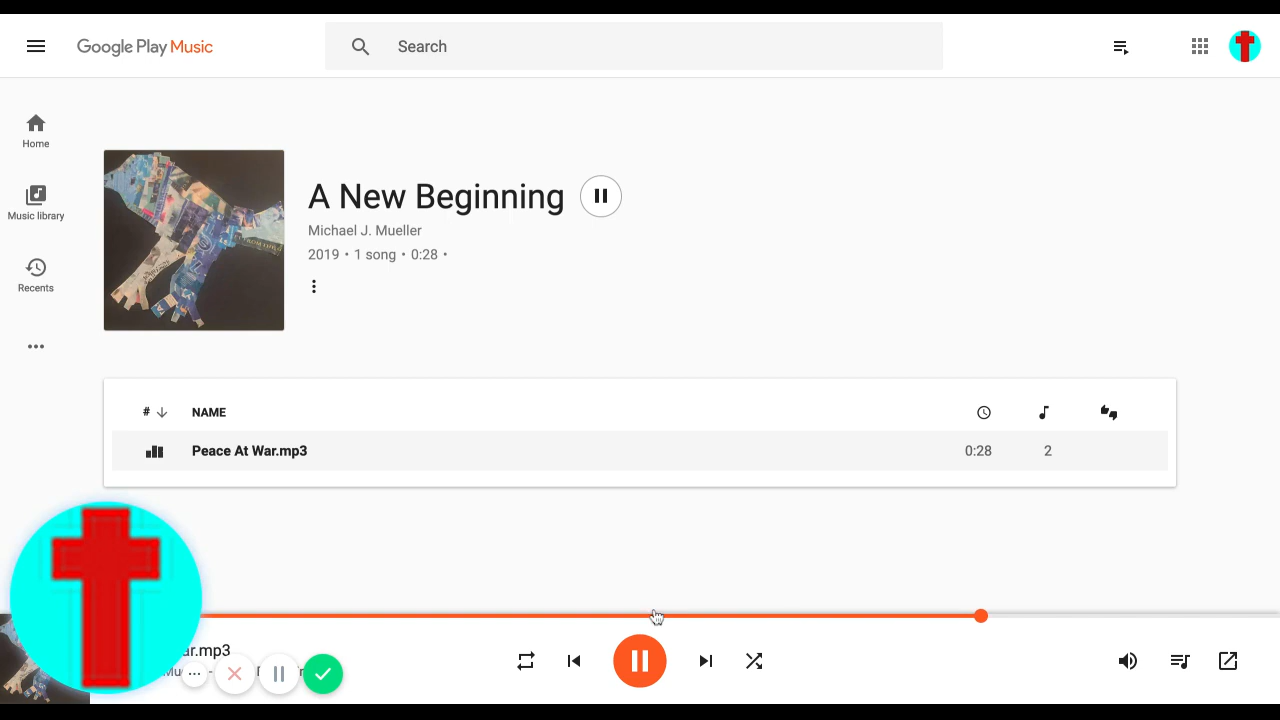 Google Play Music
Search
Home
Music library
Recents
A New Beginning
Michael J. Mueller
2019 • 1 song • 0:28 •
# NAME
Peace At War.mp3 0:28 2
ar.mp3